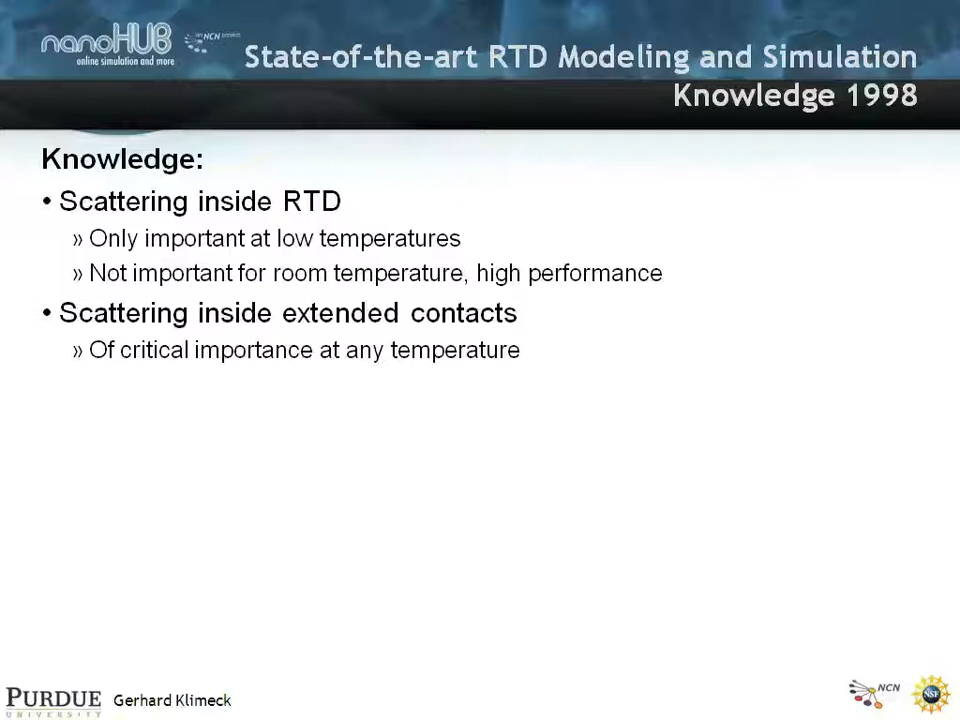 nanoHUB
online simulation and more
an NCN project
State-of-the-art RTD Modeling and Simulation
Knowledge 1998
Knowledge:
• Scattering inside RTD
» Only important at low temperatures
» Not important for room temperature, high performance
• Scattering inside extended contacts
» Of critical importance at any temperature
PURDUE
UNIVERSITY
Gerhard Klimeck
NCN
NSF